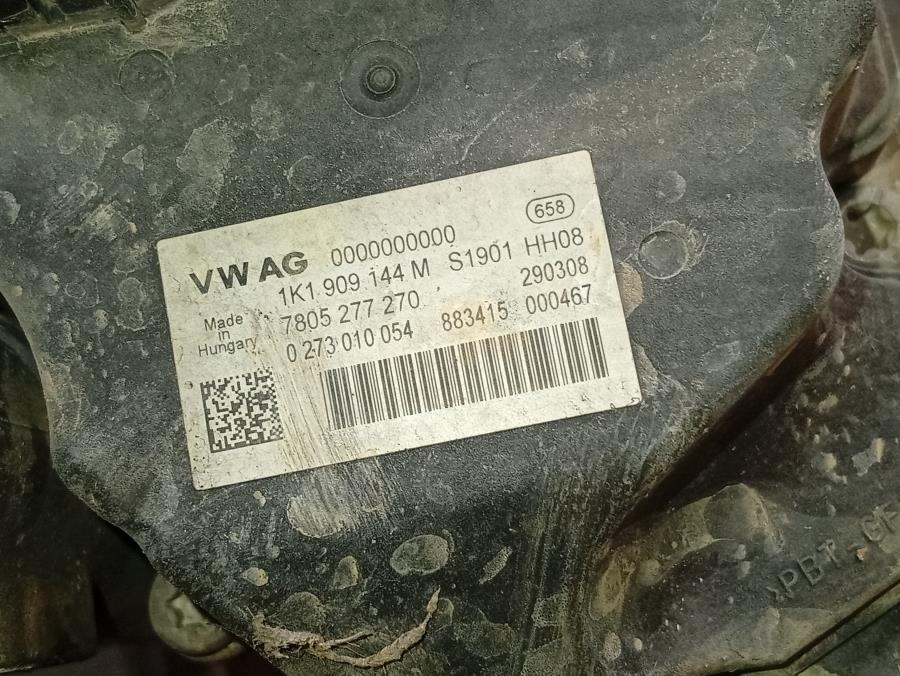 658
VW AG 0000000000
1K1 909 144 M S1901 HH08
Made in Hungary
7805 277 270 290308
0 273 010 054 883415 000467
>PBT-GF